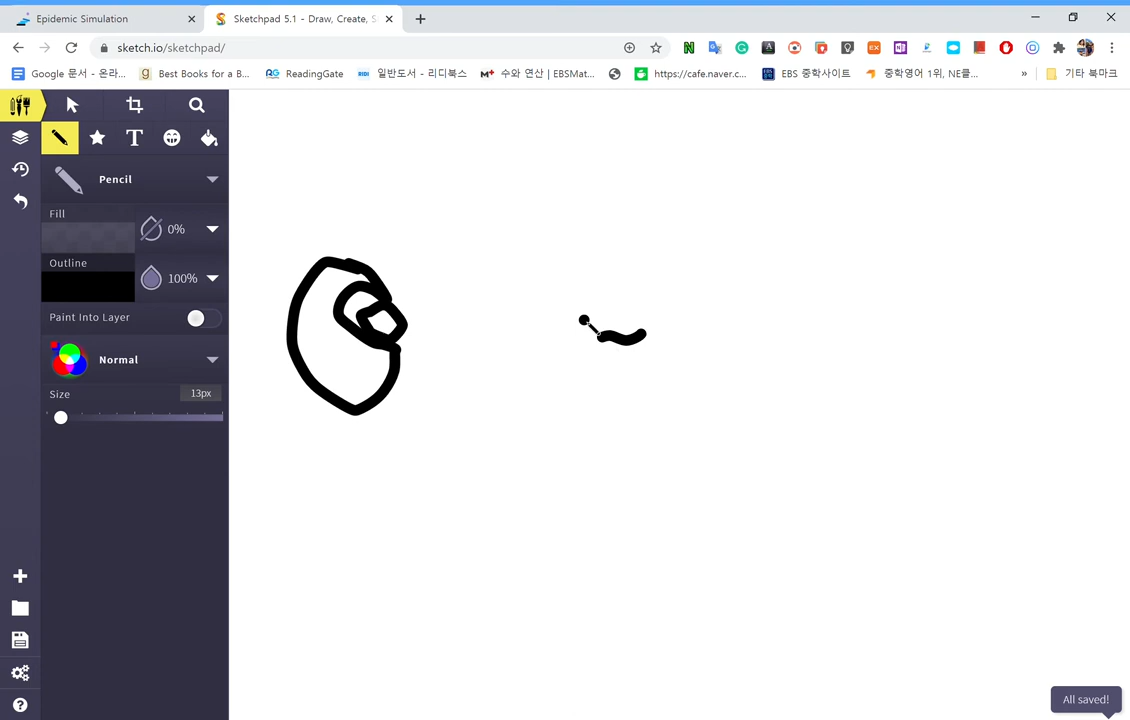 Epidemic Simulation
Sketchpad 5.1 - Draw, Create, S
sketch.io/sketchpad/
Google 문서 - 온라... Best Books for a B... ReadingGate 일반도서 - 리디북스 수와 연산 | EBSMat... https://cafe.naver.c... EBS 중학사이트 중학영어 1위, NE클... » 기타 북마크
T
Pencil
Fill
0%
Outline
100%
Paint Into Layer
Normal
Size 13px
All saved!